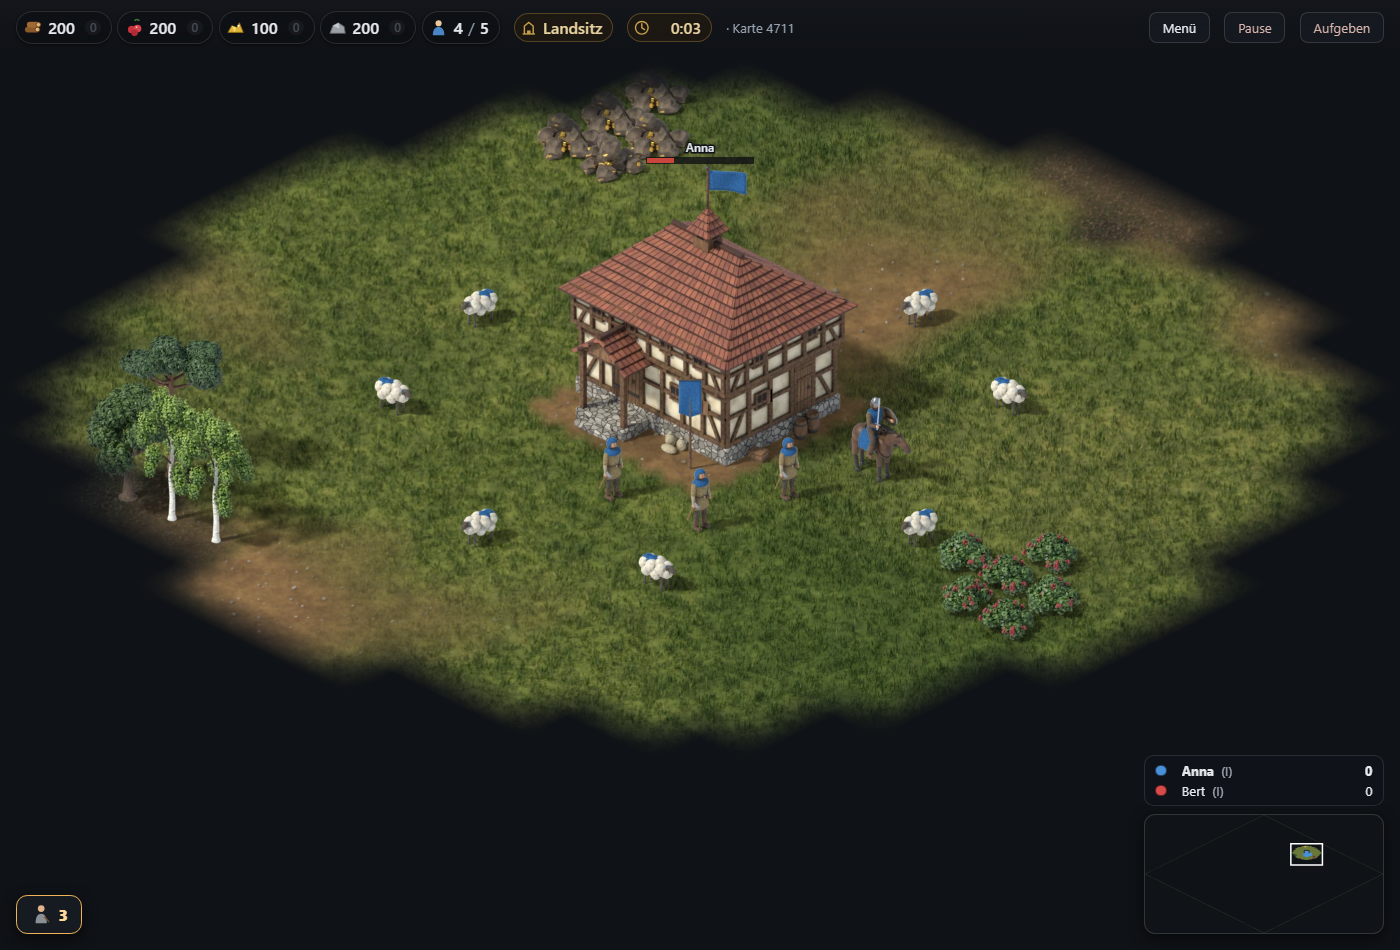 200 0 200 0 100 0 200 0 4 / 5 Landsitz 0:03 · Karte 4711 Menü Pause Aufgeben
Anna
Anna (I) 0
Bert (I) 0
3